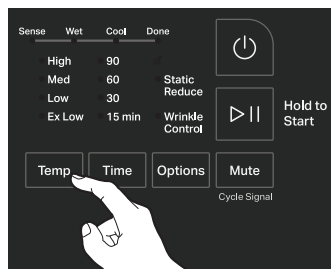 Sense Wet Cool Done
High 90
Med 60 Static
Reduce
Low 30
Ex Low 15 min Wrinkle
Control
Hold to
Start
Temp Time Options Mute
Cycle Signal